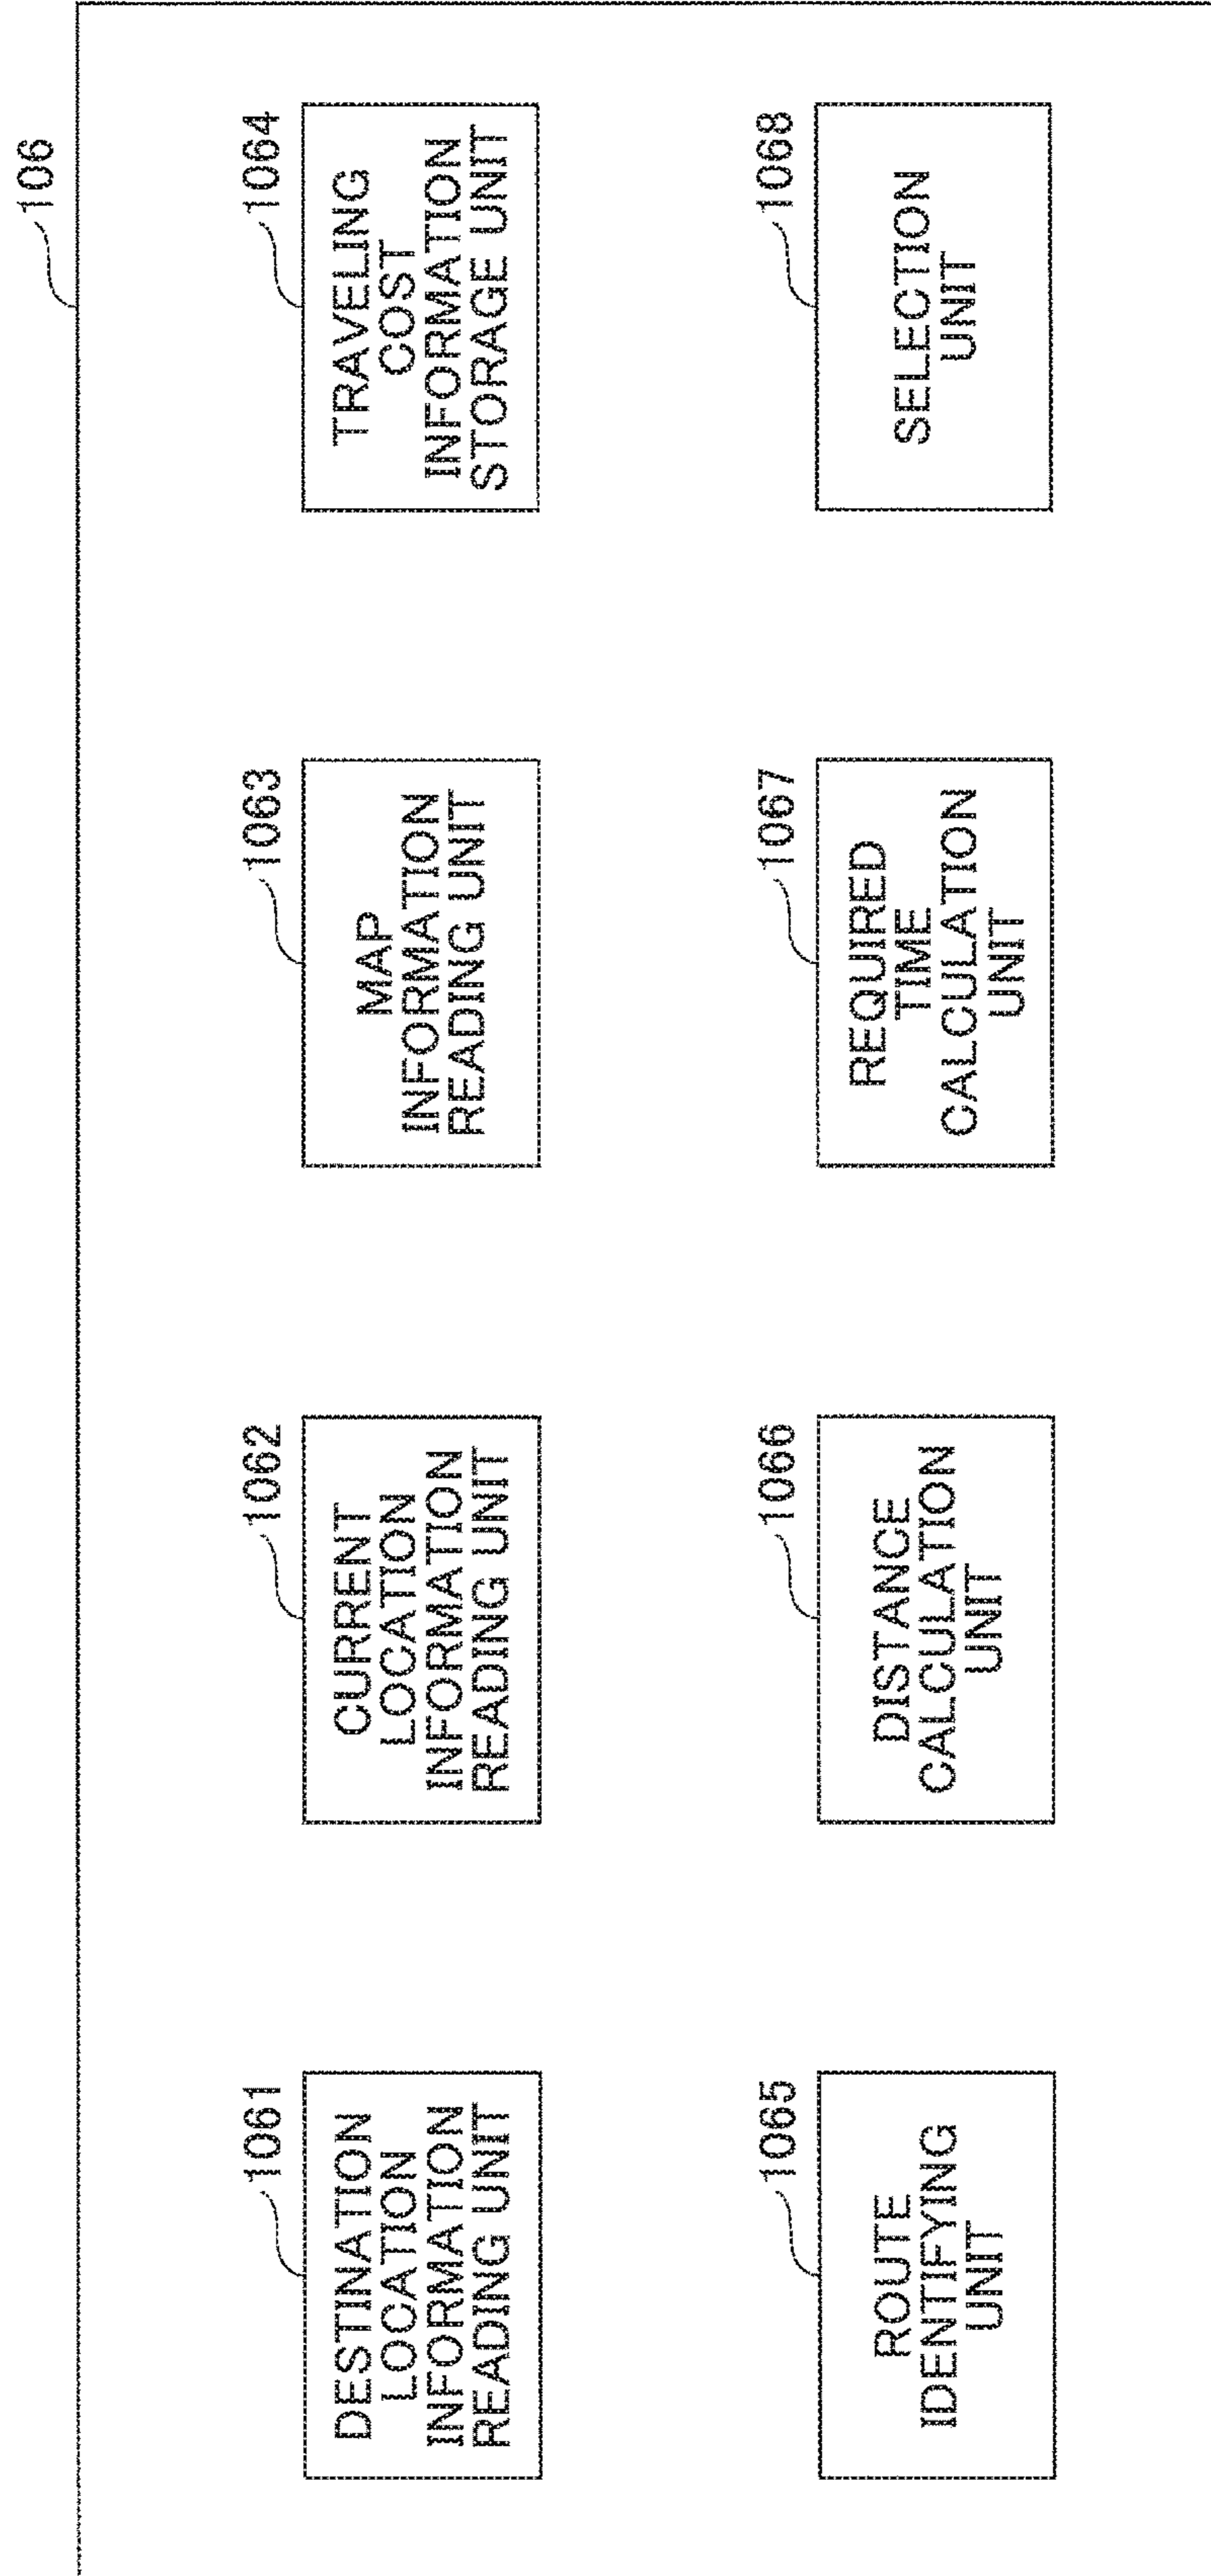 106
1061
DESTINATION
LOCATION
INFORMATION
READING UNIT
1062
CURRENT
LOCATION
INFORMATION
READING UNIT
1063
MAP
INFORMATION
READING UNIT
1064
TRAVELING
COST
INFORMATION
STORAGE UNIT
1065
ROUTE
IDENTIFYING
UNIT
1066
DISTANCE
CALCULATION
UNIT
1067
REQUIRED
TIME
CALCULATION
UNIT
1068
SELECTION
UNIT